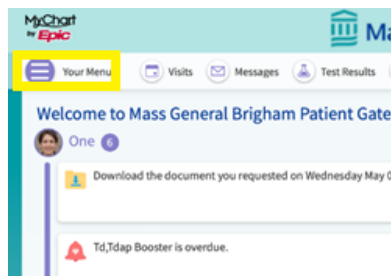 MyChart
by Epic
Ma
Your Menu
Visits
Messages
Test Results
Welcome to Mass General Brigham Patient Gate
One 6
Download the document you requested on Wednesday May 0
Td,Tdap Booster is overdue.